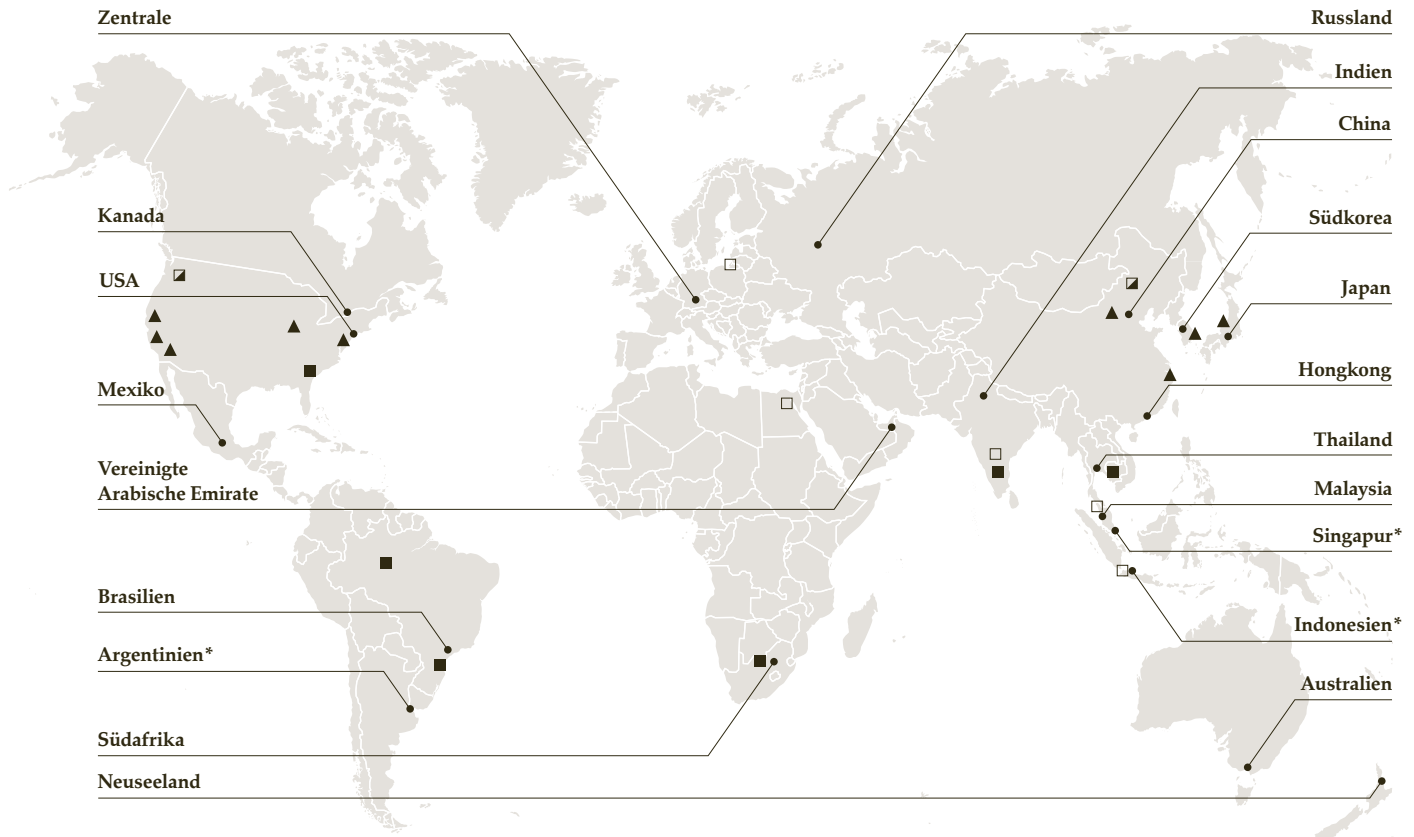 Zentrale
Kanada
USA
Mexiko
Vereinigte
Arabische Emirate
Brasilien
Argentinien*
Südafrika
Neuseeland
Russland
Indien
China
Südkorea
Japan
Hongkong
Thailand
Malaysia
Singapur*
Indonesien*
Australien